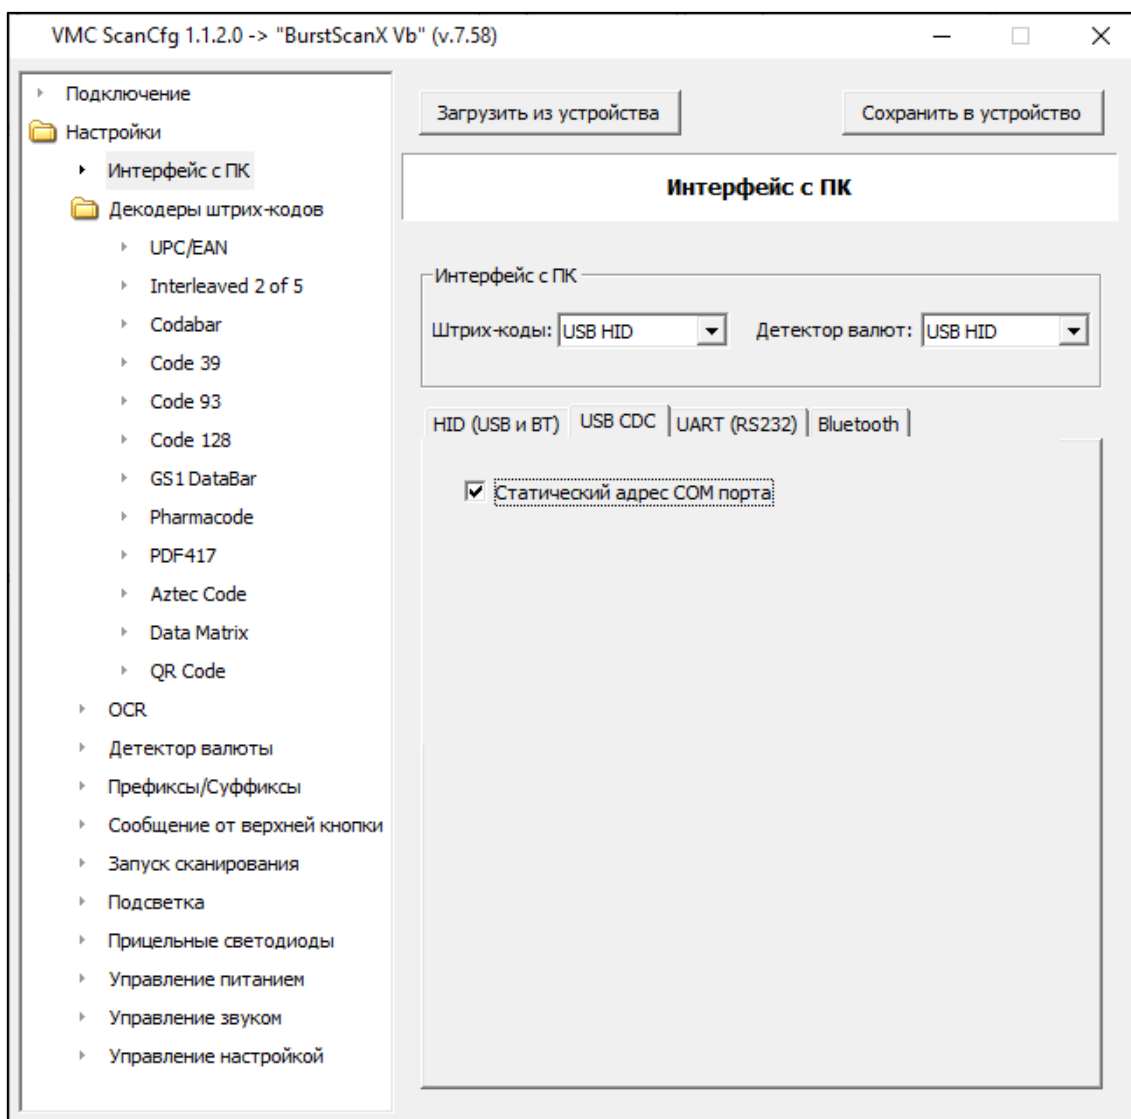 VMC ScanCfg 1.1.2.0 -> "BurstScanX Vb" (v.7.58)
Подключение
Настройки
Интерфейс с ПК
Декодеры штрих-кодов
UPC/EAN
Interleaved 2 of 5
Codabar
Code 39
Code 93
Code 128
GS1 DataBar
Pharmacode
PDF417
Aztec Code
Data Matrix
QR Code
OCR
Детектор валюты
Префиксы/Суффиксы
Сообщение от верхней кнопки
Запуск сканирования
Подсветка
Прицельные светодиоды
Управление питанием
Управление звуком
Управление настройкой
Загрузить из устройства
Сохранить в устройство
Интерфейс с ПК
Интерфейс с ПК
Штрих-коды: USB HID Детектор валют: USB HID
HID (USB и BT) USB CDC UART (RS232) Bluetooth
Статический адрес COM порта